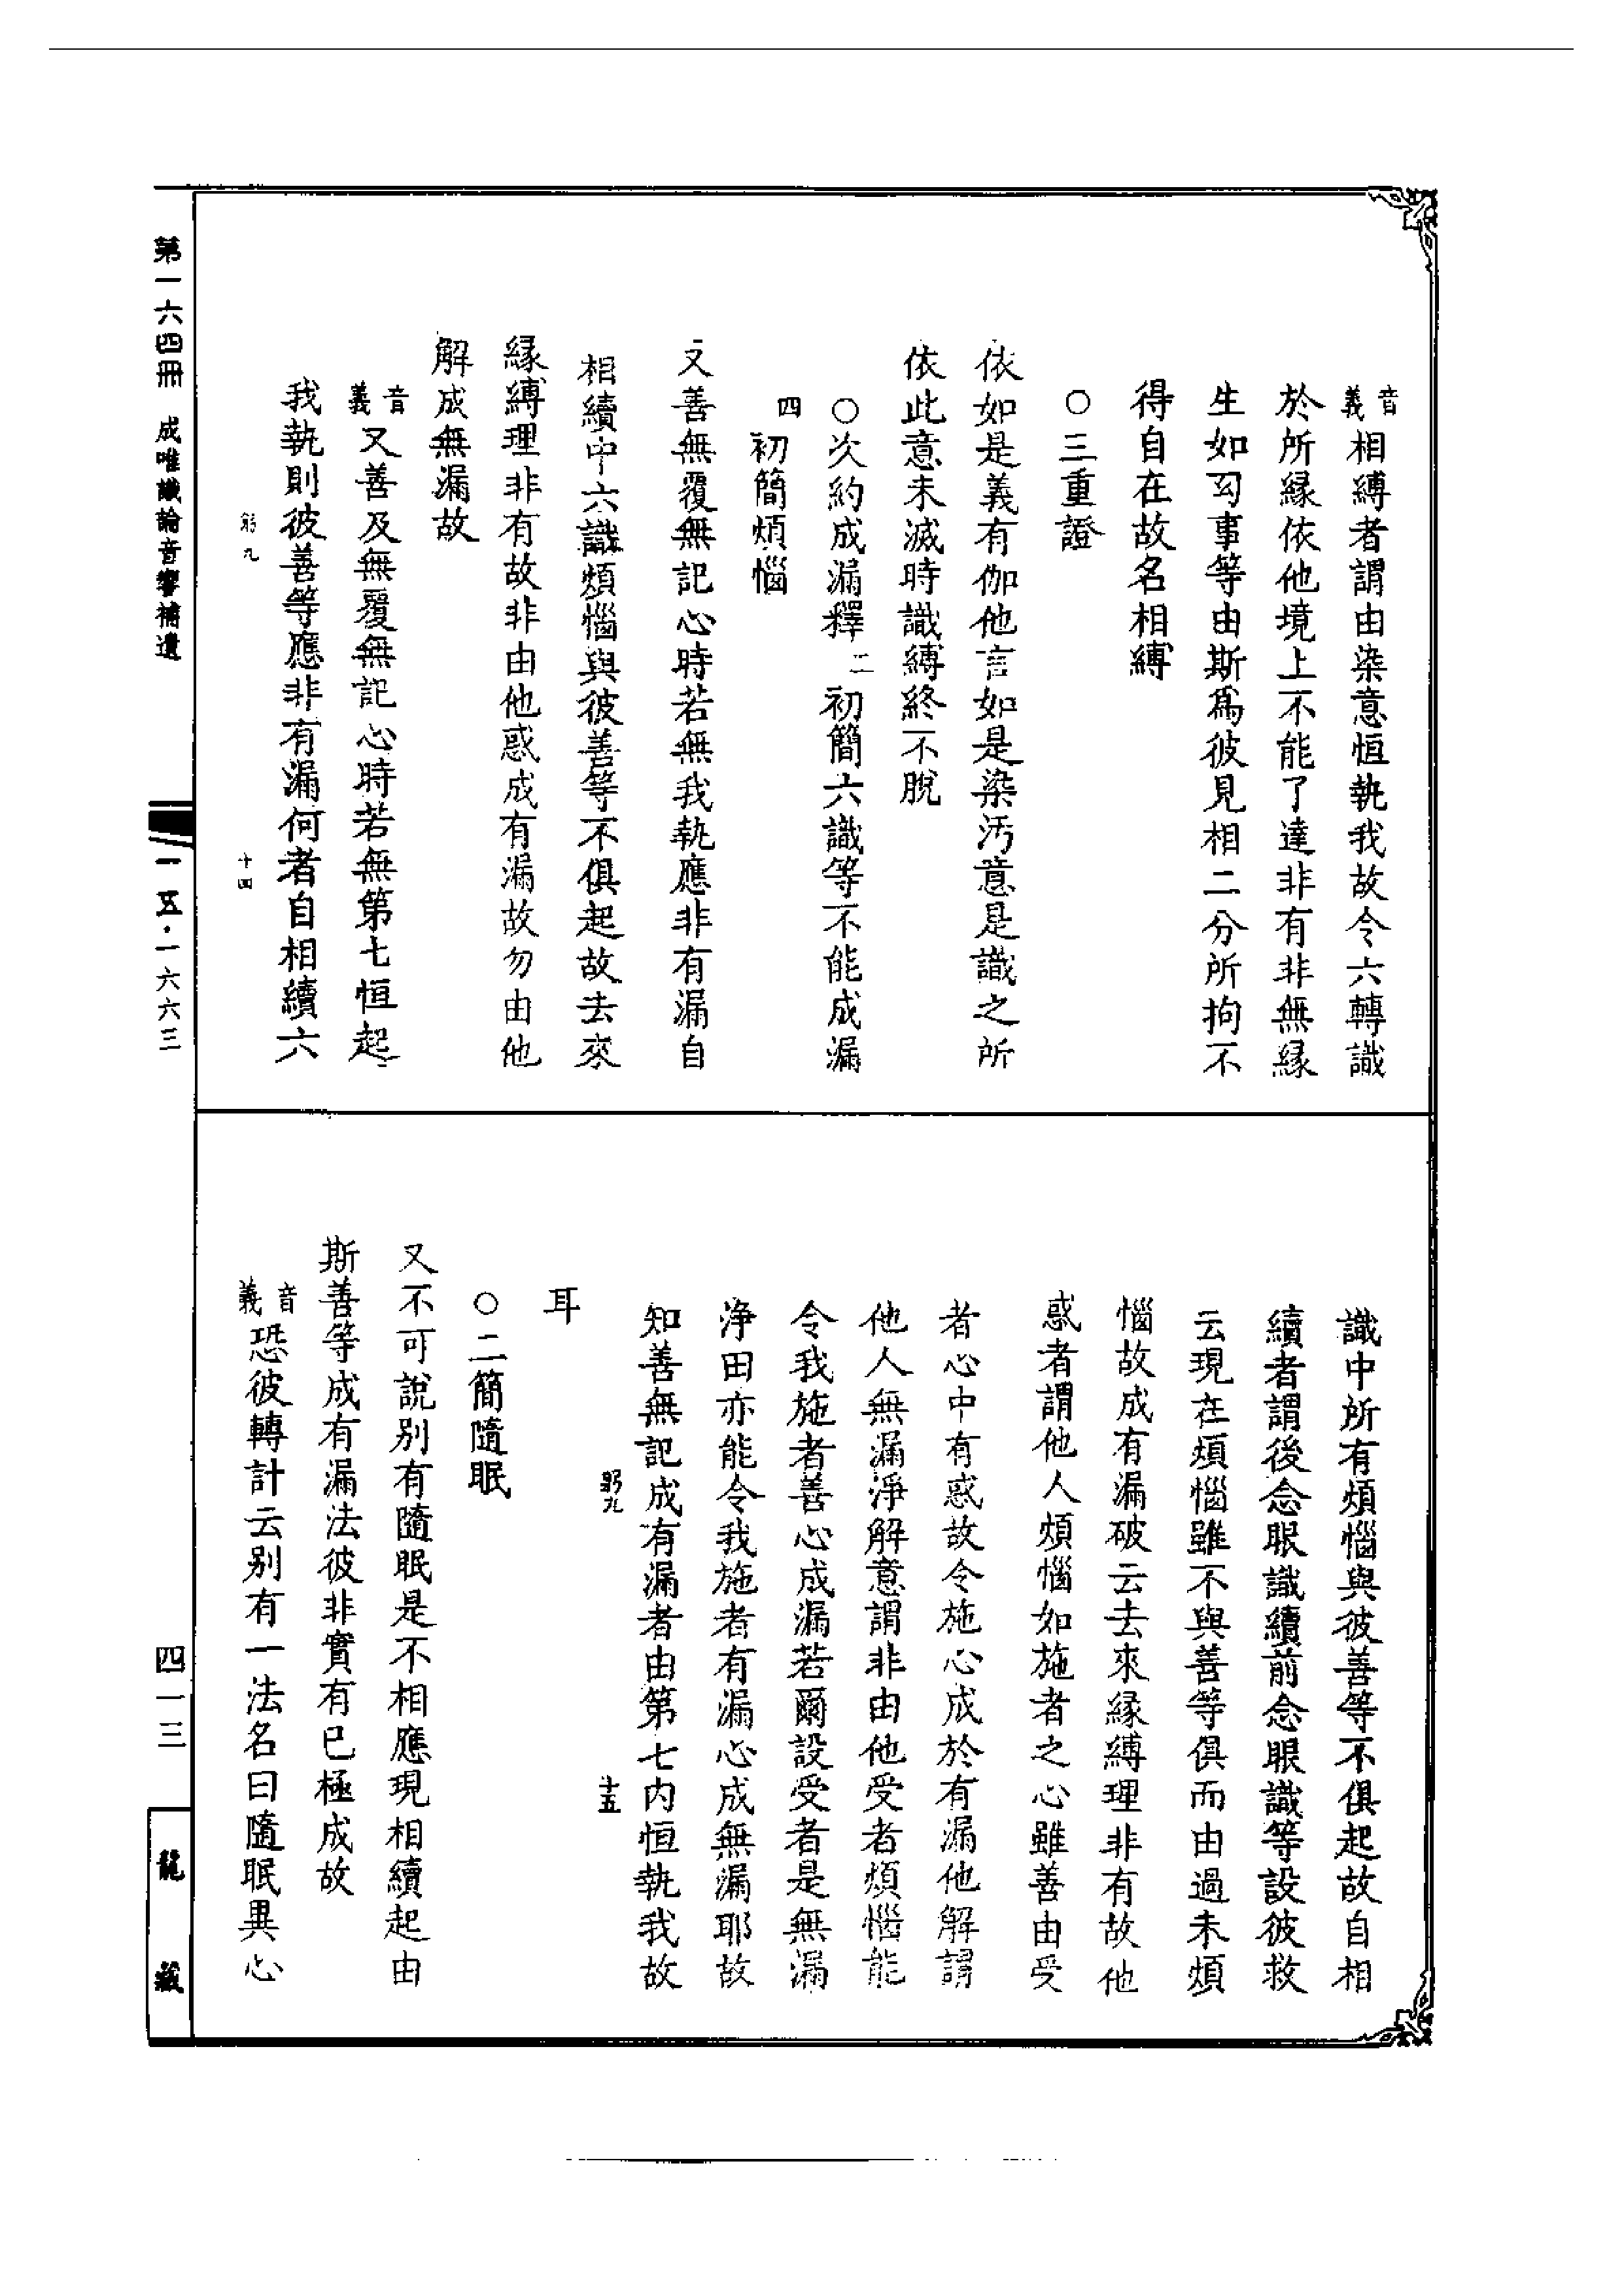 音義相縛者謂由染意恒執我故令六轉識
於所緣依他境上不能了達非有非無緣
生如幻事等由斯爲彼見相二分所拘不
得自在故名相縛
○三重證
依如是義有伽他言如是染汚意是識之所
依此意未滅時識縛終不脫
○次約成漏釋二初簡六識等不能成漏
四初簡煩惱
又善無覆無記心時若無我執應非有漏自
相續中六識煩惱與彼善等不俱起故去來
緣縛理非有故非由他惑成有漏故勿由他
解成無漏故
音義又善及無覆無記心時若無第七恒起
我執則彼善等應非有漏何者自相續六
躬九
十四
識中所有煩惱與彼善等不俱起故自相
續者謂後念眼識續前念眼識等設彼救
云現在煩惱雖不與善等俱而由過未煩
惱故成有漏破云去來緣縛理非有故他
惑者謂他人煩惱如施者之心雖善由受
者心中有惑故令施心成於有漏他解謂
他人無漏淨解意謂非由他受者煩惱能
令我施者善心成漏若爾設受者是無漏
淨田亦能令我施者有漏心成無漏耶故
知善無記成有漏者由第七內恒執我故
躬九
十五
耳
○二簡隨眠
又不可說別有隨眠是不相應現相續起由
斯善等成有漏法彼非實有已極成故
音義恐彼轉計云別有一法名曰隨眠異心
第一六四冊 成唯識論音響補遺
一五·一六六三
四一三
龍藏